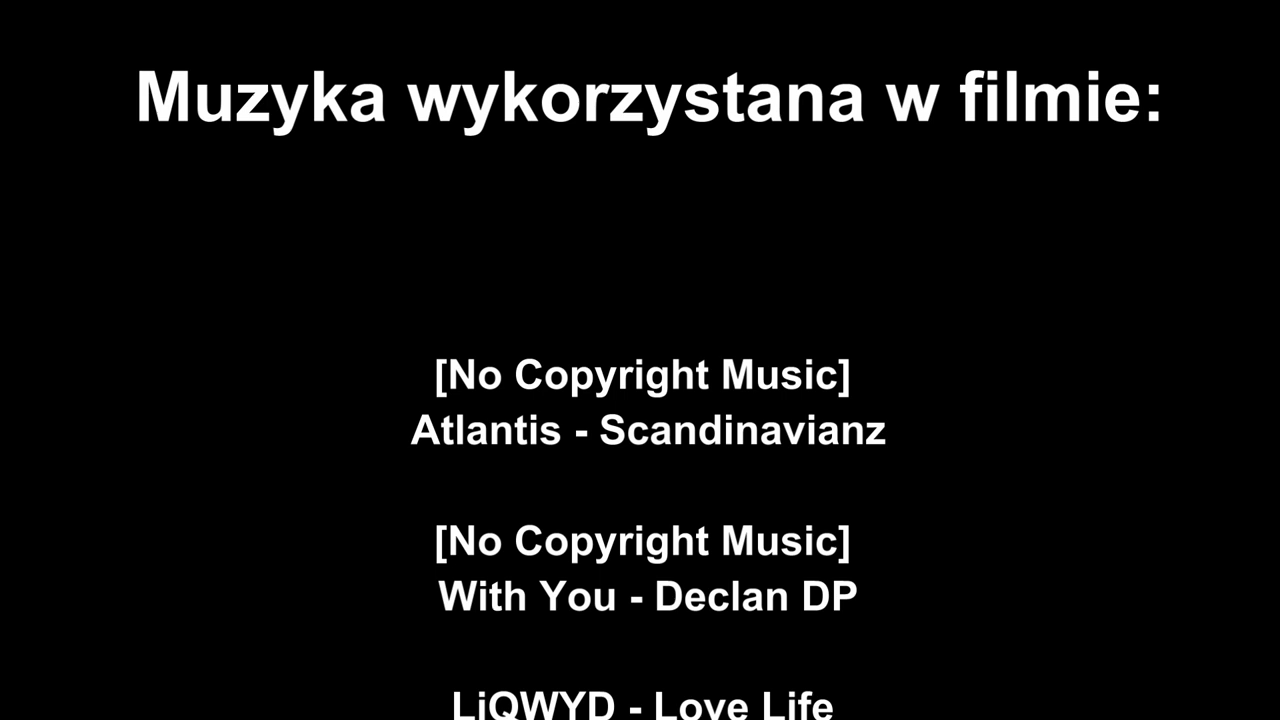 Muzyka wykorzystana w filmie:
[No Copyright Music]
Atlantis - Scandinavianz
[No Copyright Music]
With You - Declan DP
LiQWYD - Love Life